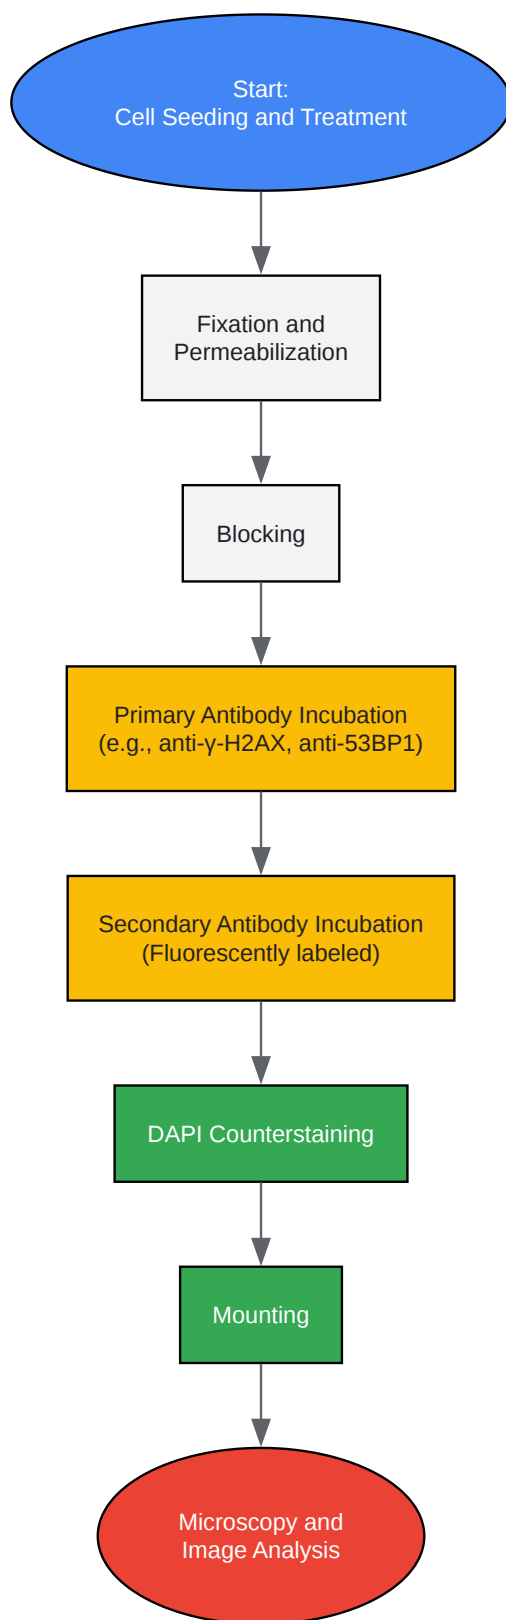 Start:
Cell Seeding and Treatment
Fixation and
Permeabilization
Blocking
Primary Antibody Incubation
(e.g., anti-γ-H2AX, anti-53BP1)
Secondary Antibody Incubation
(Fluorescently labeled)
DAPI Counterstaining
Mounting
Microscopy and
Image Analysis